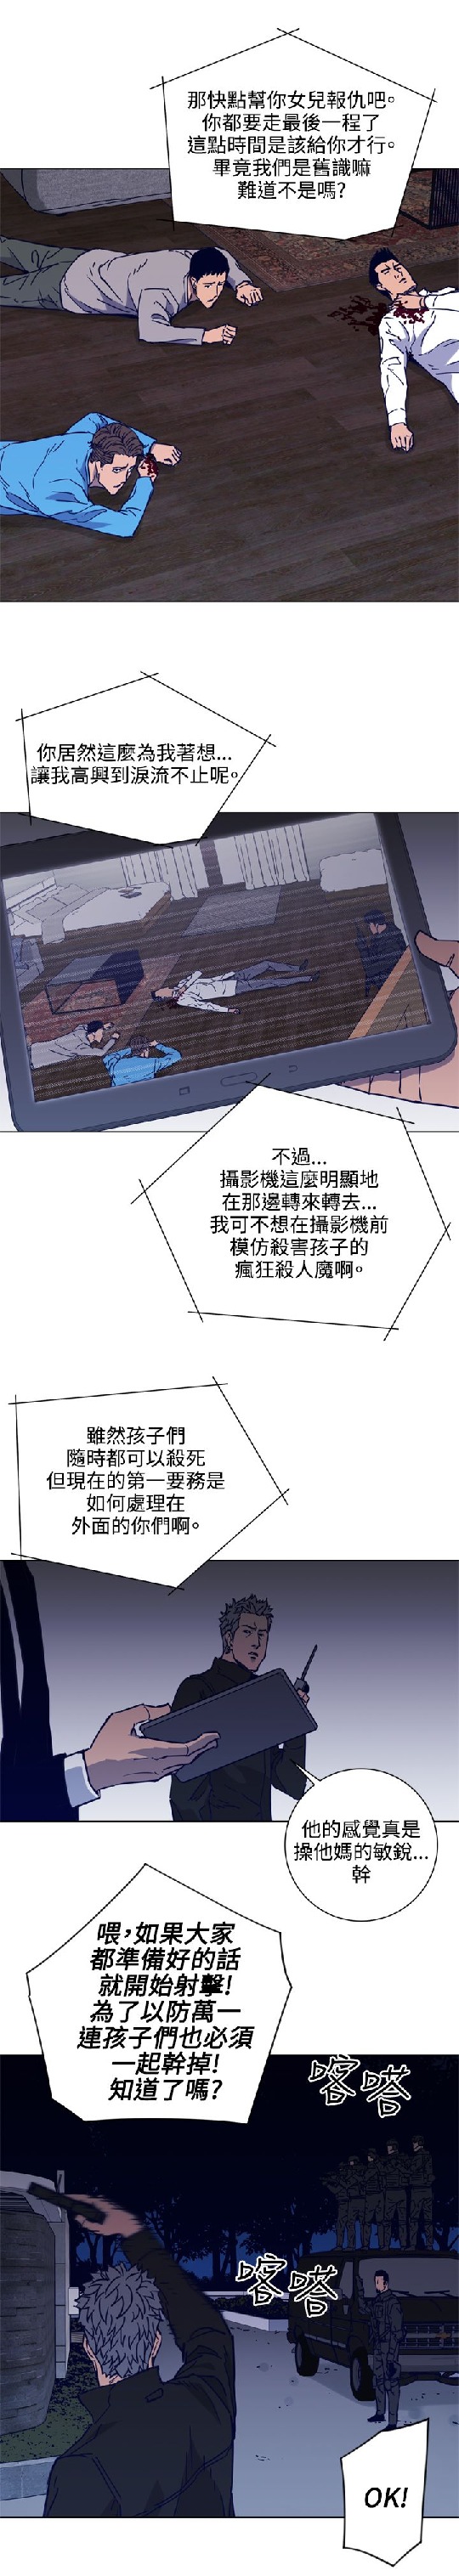 那快點幫你女兒報仇吧。
你都要走最後一程了
這點時間是該給你才行。
畢竟我們是舊識嘛
難道不是嗎?
你居然這麼為我著想...
讓我高興到淚流不止呢。
不過...
攝影機這麼明顯地
在那邊轉來轉去...
我可不想在攝影機前
模仿殺害孩子的
瘋狂殺人魔啊。
雖然孩子們
隨時都可以殺死
但現在的第一要務是
如何處理在
外面的你們啊。
他的感覺真是
操他媽的敏銳...
幹
喂,如果大家
都準備好的話
就開始射擊!
為了以防萬一
連孩子們也必須
一起幹掉!
知道了嗎?
喀嗒
喀嗒
OK!